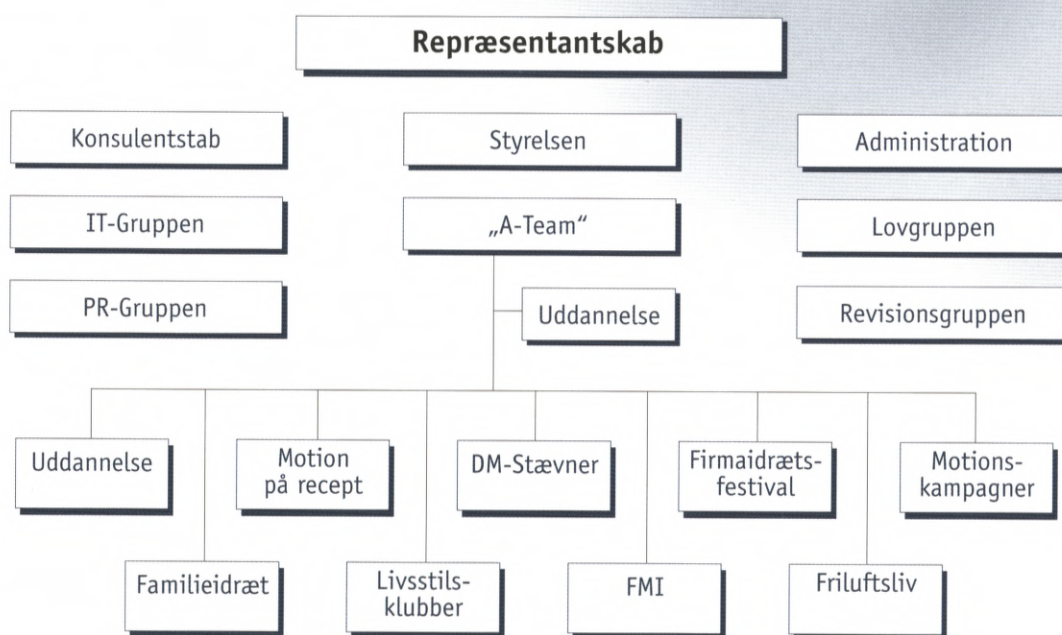 Repræsentantskab
Konsulentstab
Styrelsen
Administration
IT-Gruppen
„A-Team“
Lovgruppen
PR-Gruppen
Uddannelse
Revisionsgruppen
Uddannelse
Motion
på recept
DM-Stævner
Firmaidræts-
festival
Motions-
kampagner
Familieidræt
Livsstils-
klubber
FMI
Friluftsliv